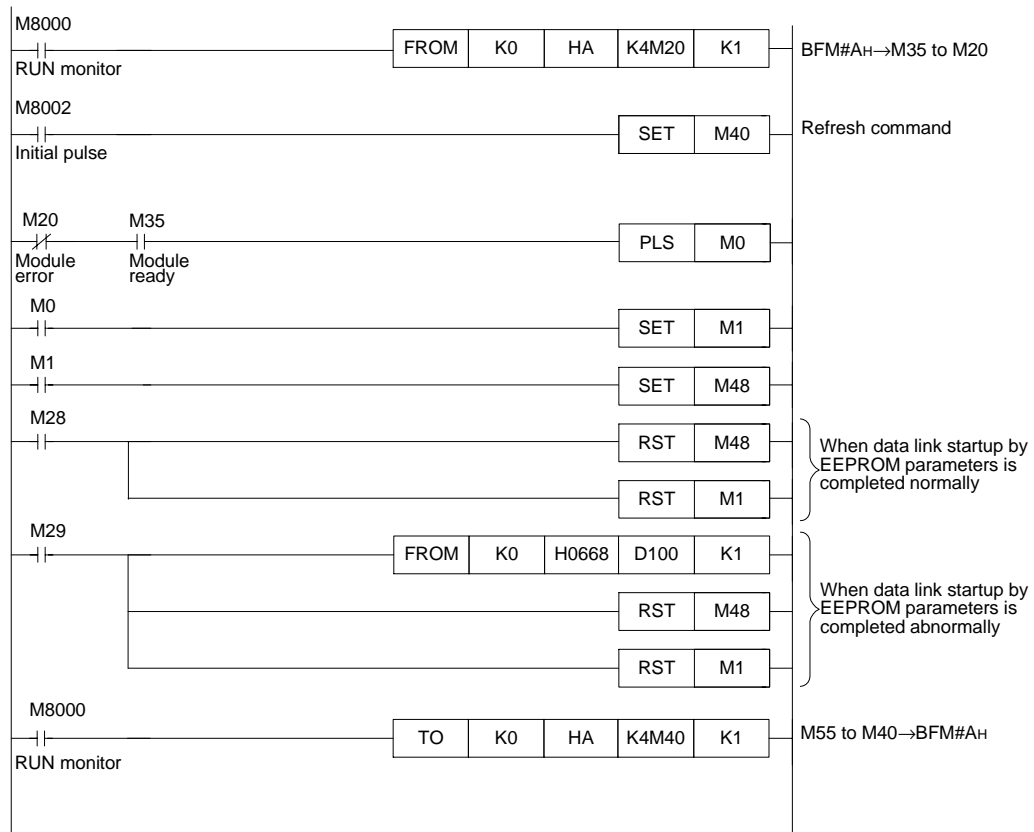 M8000
FROM K0 HA K4M20 K1
BFM#AH→M35 to M20
RUN monitor
M8002
SET M40
Refresh command
Initial pulse
M20 M35
PLS M0
Module Module
error ready
M0
SET M1
M1
SET M48
M28
RST M48
RST M1
When data link startup by
EEPROM parameters is
completed normally
M29
FROM K0 H0668 D100 K1
RST M48
RST M1
When data link startup by
EEPROM parameters is
completed abnormally
M8000
TO K0 HA K4M40 K1
M55 to M40→BFM#AH
RUN monitor